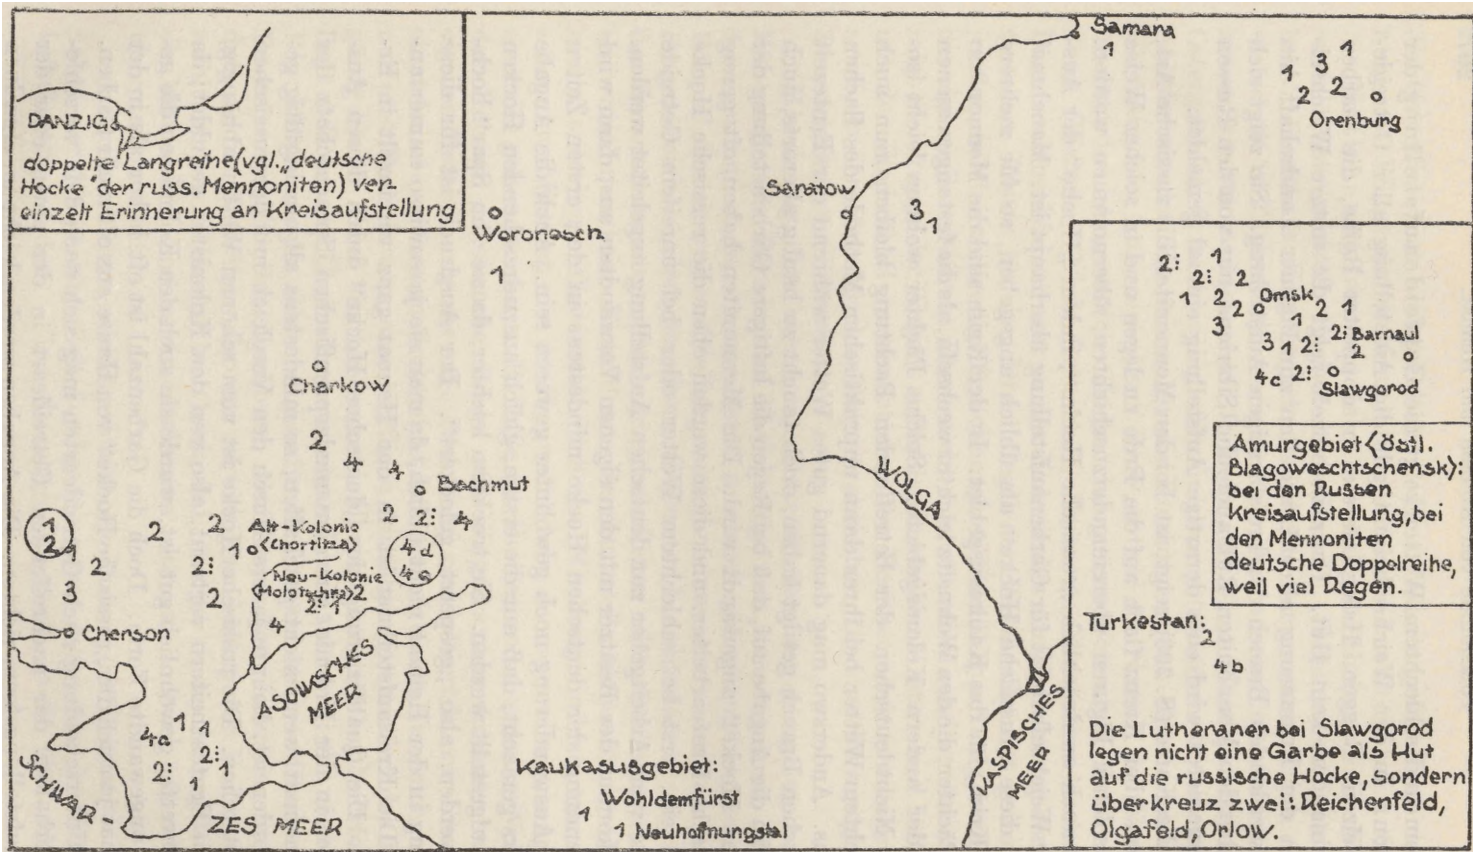 DANZIG
doppelte Langreihe (vgl. „deutsche
Hocke" der russ. Mennoniten) ver-
einzelt Erinnerung an Kreisaufstellung
Woronesch
1
Samara
1
1
3
1 2
2
Orenburg
Saratow
3
1
WOLGA
Charkow
2
4
4
Bachmut
2 2⋮ 4
4d
4e
1
2
1
2
2
2
3
Alt-Kolonie
1 (Chortitza)
2⋮
2
Neu-Kolonie
(Molotschna) 2
2⋮ 1
4
Cherson
ASOWSCHES
MEER
4a
1
1
2⋮
2⋮
1
1
SCHWAR-
ZES MEER
Kaukasusgebiet:
1 Wohldemfürst
1 Neuhoffnungstal
KASPISCHES
MEER
2⋮ 1
2⋮ 2
1 2 2 Omsk
3
1 2 1
2⋮ Barnaul
3 1 2⋮ 2
4c 2⋮
Slawgorod
Amurgebiet (östl.
Blagoweschtschensk):
bei den Russen
Kreisaufstellung, bei
den Mennoniten
deutsche Doppelreihe,
weil viel Regen.
Turkestan:
2
4b
Die Lutheraner bei Slawgorod
legen nicht eine Garbe als Hut
auf die russische Hocke, sondern
überkreuz zwei: Reichenfeld,
Olgafeld, Orlow.